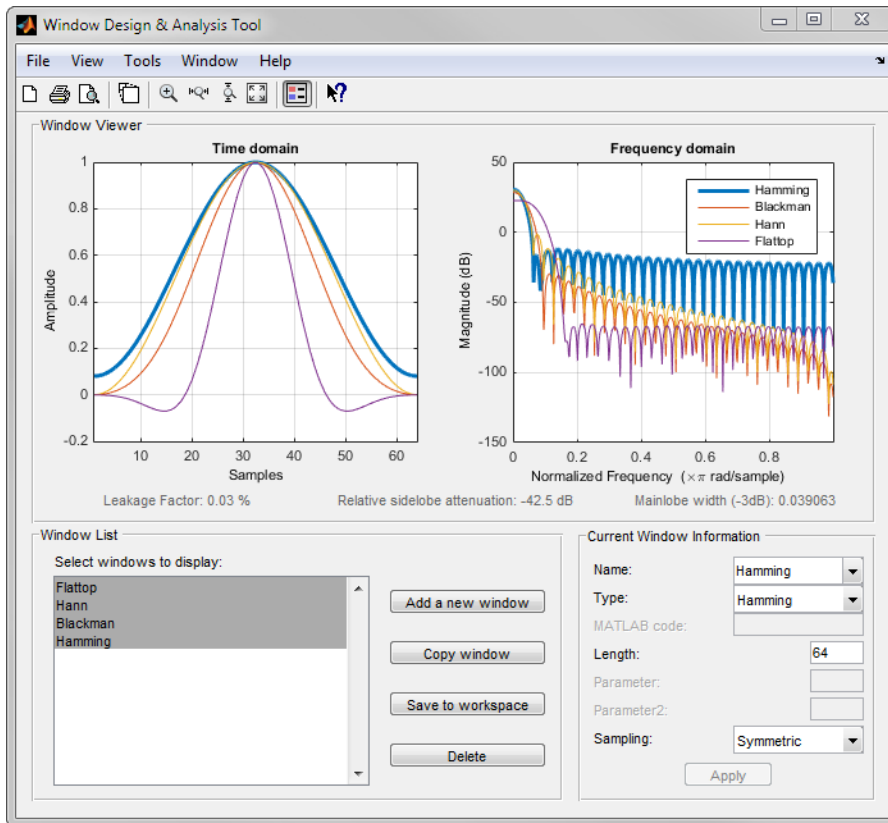 Window Design & Analysis Tool
File View Tools Window Help
Window Viewer
Time domain
Frequency domain
1
0.8
0.6
0.4
0.2
0
-0.2
Amplitude
10 20 30 40 50 60
Samples
50
0
-50
-100
-150
Magnitude (dB)
Hamming
Blackman
Hann
Flattop
0 0.2 0.4 0.6 0.8
Normalized Frequency (×π rad/sample)
Leakage Factor: 0.03 % Relative sidelobe attenuation: -42.5 dB Mainlobe width (-3dB): 0.039063
Window List
Select windows to display:
Flattop
Hann
Blackman
Hamming
Add a new window
Copy window
Save to workspace
Delete
Current Window Information
Name: Hamming
Type: Hamming
MATLAB code:
Length: 64
Parameter:
Parameter2:
Sampling: Symmetric
Apply